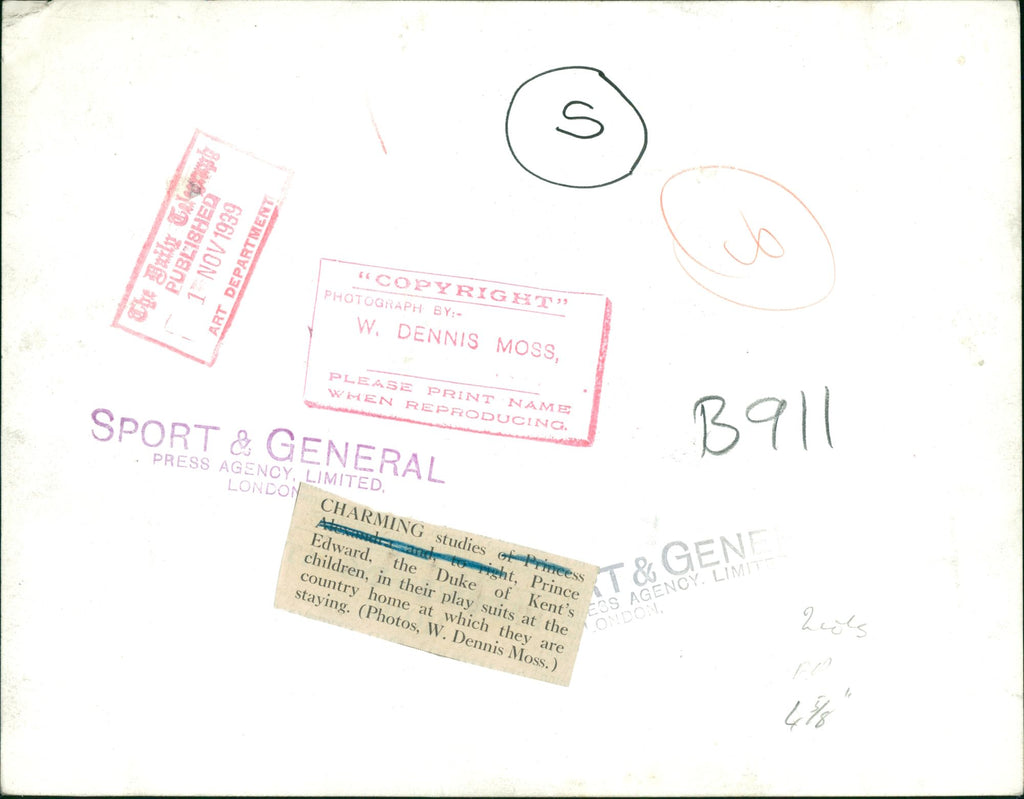 S
The Daily Telegraph
PUBLISHED
NOV 1939
ART DEPARTMENT
"COPYRIGHT"
PHOTOGRAPH BY:-
W. DENNIS MOSS,
PLEASE PRINT NAME
WHEN REPRODUCING.
B911
SPORT & GENERAL
PRESS AGENCY, LIMITED,
LONDON
CHARMING studies of Princess
Alexandra and to right, Prince
Edward, the Duke of Kent's
children, in their play suits at the
country home at which they are
staying. (Photos, W. Dennis Moss.)
T & GENE
ESS AGENCY, LIMIT
LONDON.
4 5/8"